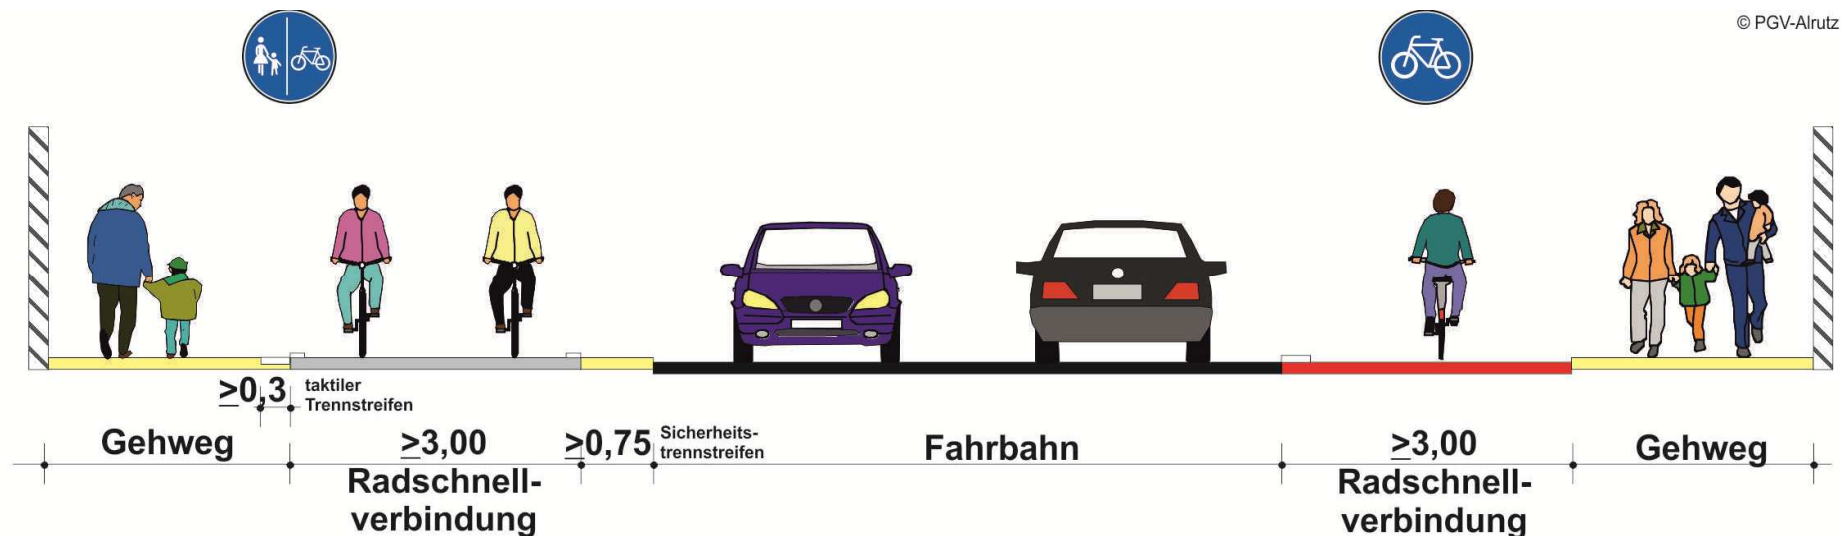 © PGV-Alrutz
≥0,3
taktiler
Trennstreifen
Gehweg
≥3,00
Radschnell-
verbindung
≥0,75
Sicherheits-
trennstreifen
Fahrbahn
≥3,00
Radschnell-
verbindung
Gehweg